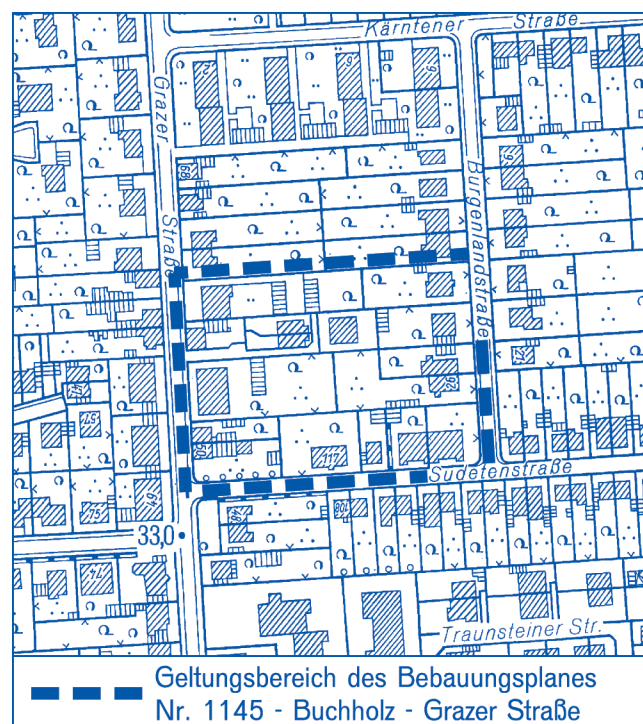 Kärntener Straße
Grazer Straße
Burgenlandstraße
Sudetenstraße
Traunsteiner Str.
33,0
Geltungsbereich des Bebauungsplanes
Nr. 1145 - Buchholz - Grazer Straße